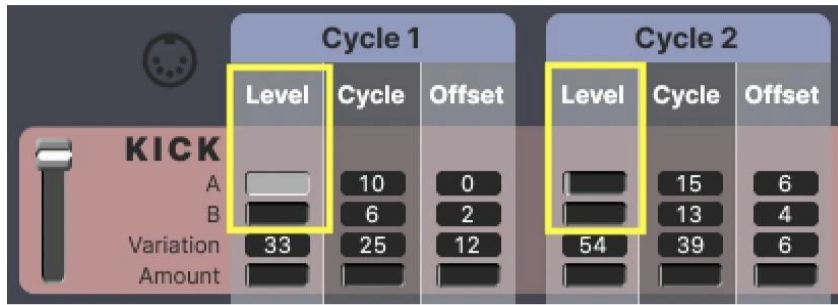 Cycle 1 Cycle 2
Level Cycle Offset Level Cycle Offset
KICK
A 10 0 15 6
B 6 2 13 4
Variation 33 25 12 54 39 6
Amount